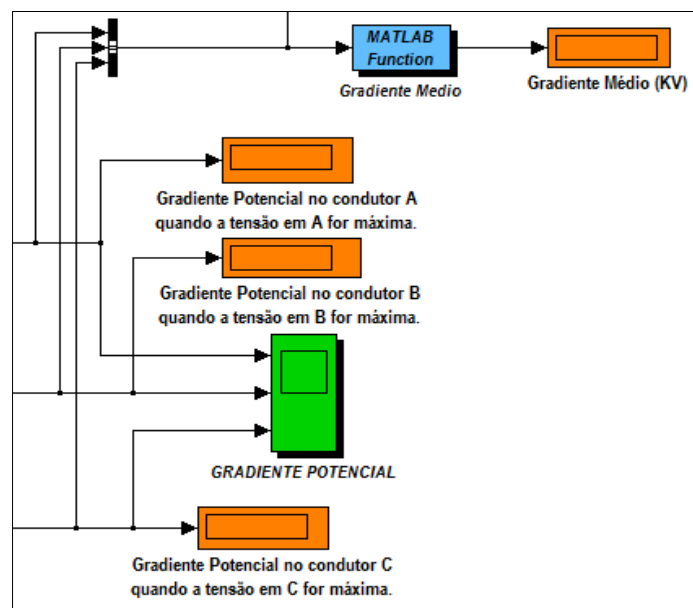 MATLAB
Function
Gradiente Medio
Gradiente Médio (KV)
Gradiente Potencial no condutor A
quando a tensão em A for máxima.
Gradiente Potencial no condutor B
quando a tensão em B for máxima.
GRADIENTE POTENCIAL
Gradiente Potencial no condutor C
quando a tensão em C for máxima.